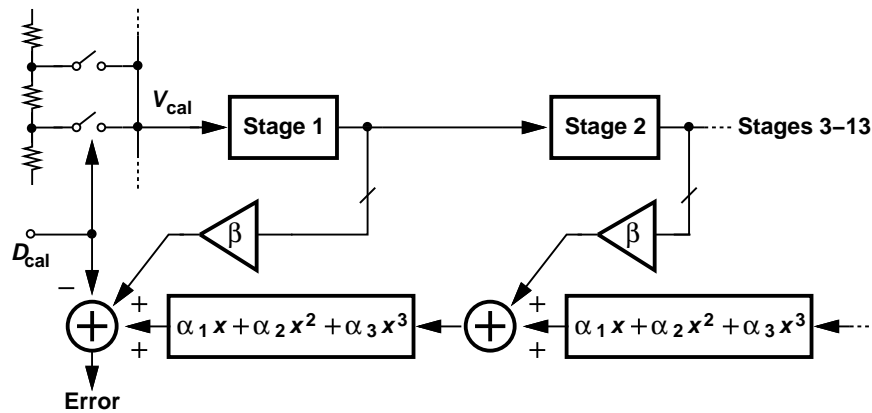 V_cal
Stage 1
Stage 2
Stages 3–13
β
β
D_cal
−
+
+
α₁x + α₂x² + α₃x³
+
+
α₁x + α₂x² + α₃x³
Error